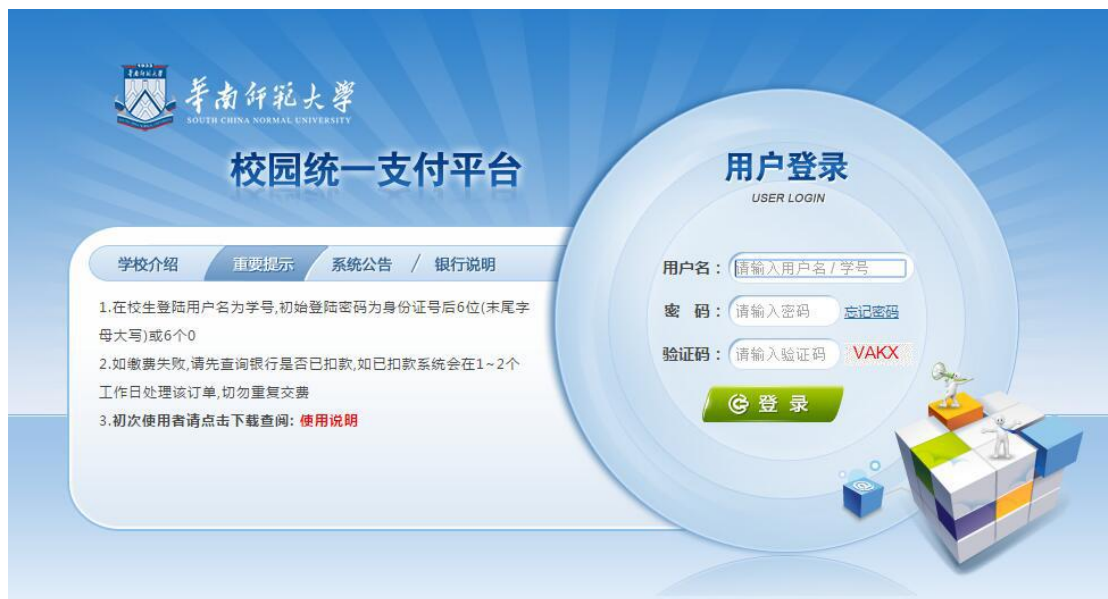 華南师范大學
SOUTH CHINA NORMAL UNIVERSITY
校园统一支付平台
学校介绍 重要提示 系统公告 / 银行说明
1.在校生登陆用户名为学号,初始登陆密码为身份证号后6位(末尾字
母大写)或6个0
2.如缴费失败,请先查询银行是否已扣款,如已扣款系统会在1~2个
工作日处理该订单,切勿重复交费
3.初次使用者请点击下载查阅: 使用说明
用户登录
USER LOGIN
用户名： 请输入用户名 / 学号
密 码： 请输入密码 忘记密码
验证码： 请输入验证码 VAKX
登 录